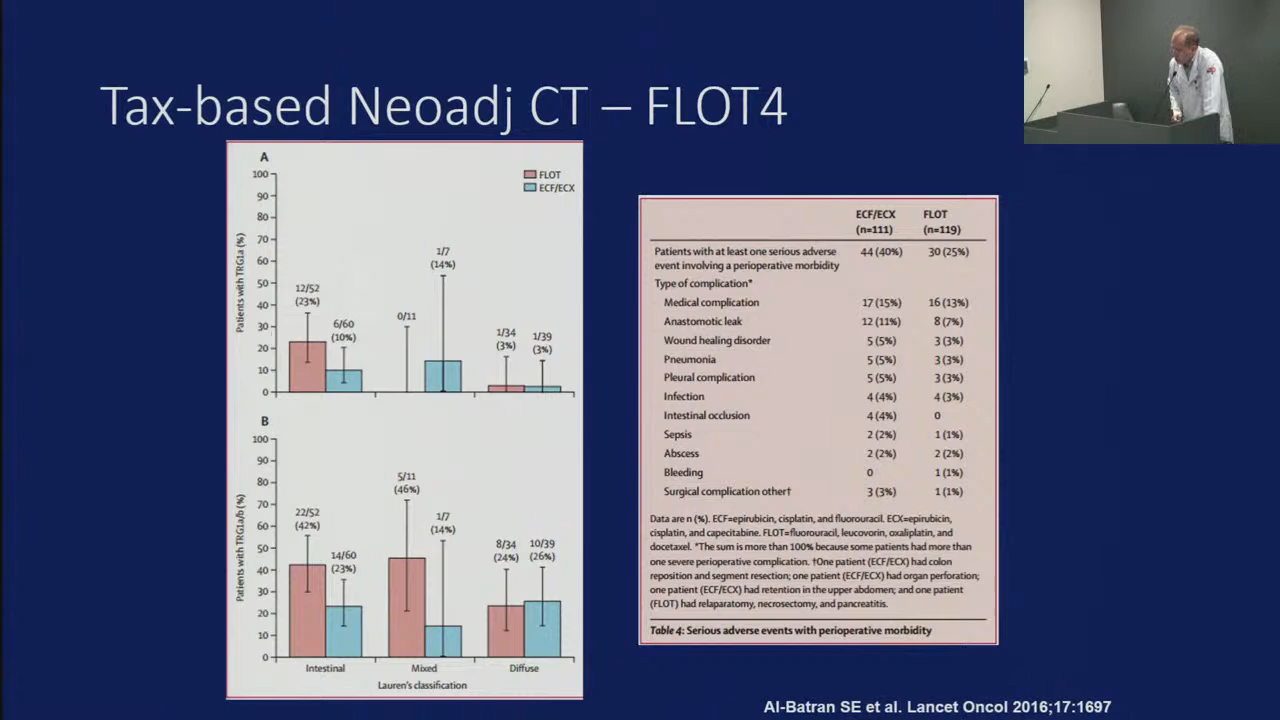 Tax-based Neoadj CT – FLOT4
A
FLOT
ECF/ECX
Patients with TRG1a (%)
100
90
80
70
60
50
40
30
20
10
0
12/52
(23%)
6/60
(10%)
0/11
1/7
(14%)
1/34
(3%)
1/39
(3%)
B
Patients with TRG1a/b (%)
100
90
80
70
60
50
40
30
20
10
0
22/52
(42%)
14/60
(23%)
5/11
(46%)
1/7
(14%)
8/34
(24%)
10/39
(26%)
Intestinal Mixed Diffuse
Lauren's classification
ECF/ECX FLOT
(n=111) (n=119)
Patients with at least one serious adverse 44 (40%) 30 (25%)
event involving a perioperative morbidity
Type of complication*
Medical complication 17 (15%) 16 (13%)
Anastomotic leak 12 (11%) 8 (7%)
Wound healing disorder 5 (5%) 3 (3%)
Pneumonia 5 (5%) 3 (3%)
Pleural complication 5 (5%) 3 (3%)
Infection 4 (4%) 4 (3%)
Intestinal occlusion 4 (4%) 0
Sepsis 2 (2%) 1 (1%)
Abscess 2 (2%) 2 (2%)
Bleeding 0 1 (1%)
Surgical complication other† 3 (3%) 1 (1%)
Data are n (%). ECF=epirubicin, cisplatin, and fluorouracil. ECX=epirubicin,
cisplatin, and capecitabine. FLOT=fluorouracil, leucovorin, oxaliplatin, and
docetaxel. *The sum is more than 100% because some patients had more than
one severe perioperative complication. †One patient (ECF/ECX) had colon
reposition and segment resection; one patient (ECF/ECX) had organ perforation;
one patient (ECF/ECX) had retention in the upper abdomen; and one patient
(FLOT) had relaparatomy, necrosectomy, and pancreatitis.
Table 4: Serious adverse events with perioperative morbidity
Al-Batran SE et al. Lancet Oncol 2016;17:1697